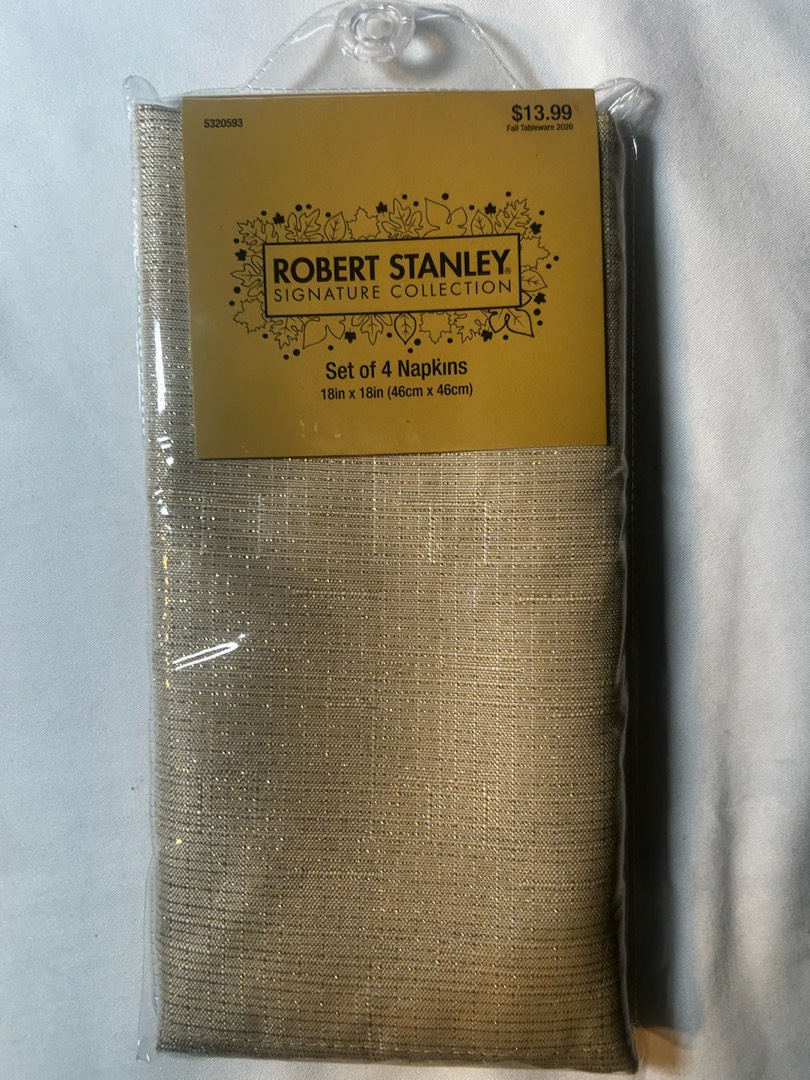 5320593
$13.99
Fall Tableware 2020
ROBERT STANLEY®
SIGNATURE COLLECTION
Set of 4 Napkins
18in x 18in (46cm x 46cm)